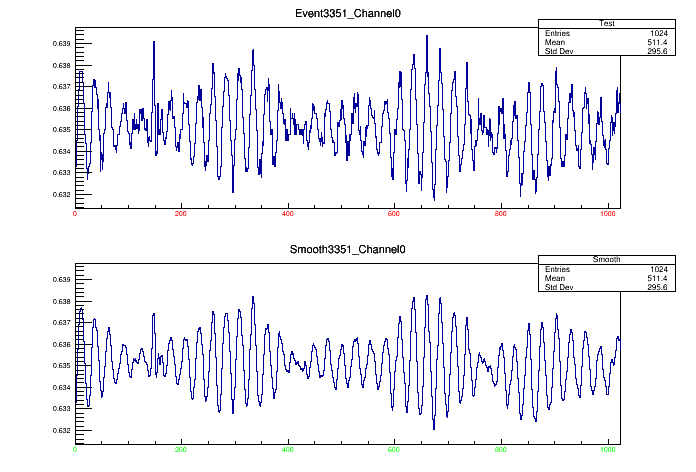 Event3351_Channel0
Test
Entries 1024
Mean 511.4
Std Dev 295.6
0.639
0.638
0.637
0.636
0.635
0.634
0.633
0.632
0 200 400 600 800 1000
Smooth3351_Channel0
Smooth
Entries 1024
Mean 511.4
Std Dev 295.6
0.639
0.638
0.637
0.636
0.635
0.634
0.633
0.632
0 200 400 600 800 1000